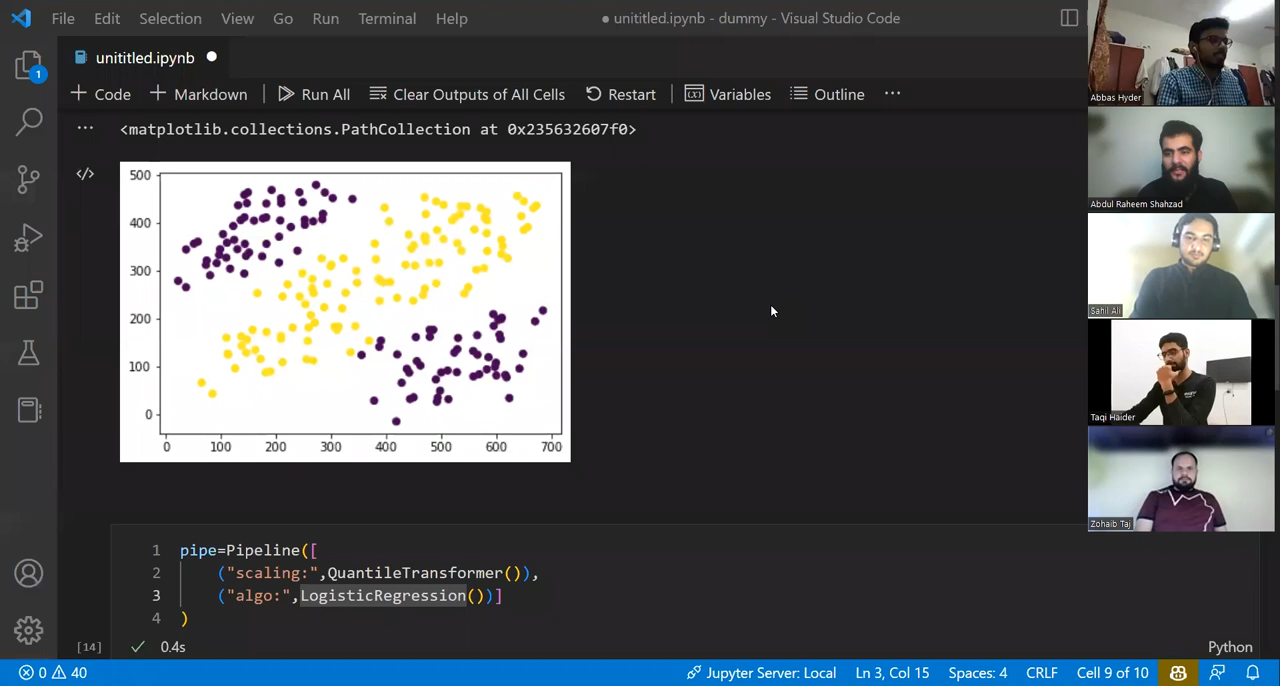 File Edit Selection View Go Run Terminal Help ● unititled.ipynb - dummy - Visual Studio Code
unititled.ipynb ●
+ Code + Markdown Run All Clear Outputs of All Cells Restart (x) Variables Outline ...
1
... <matplotlib.collections.PathCollection at 0x235632607f0>
</>
500
400
300
200
100
0
0 100 200 300 400 500 600 700
1 pipe=Pipeline([
2 ("scaling:",QuantileTransformer()),
3 ("algo:",LogisticRegression())]
4 )
[14] ✓ 0.4s Python
0 40 Jupyter Server: Local Ln 3, Col 15 Spaces: 4 CRLF Cell 9 of 10
Abbas Hyder
Abdul Raheem Shahzad
Sahil Ali
Taqi Haider
Zohaib Taj